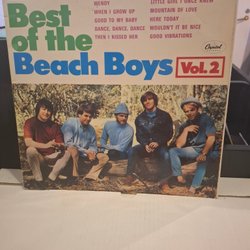 Best
of the
Beach Boys Vol. 2
WENDY
WHEN I GROW UP
GOOD TO MY BABY
DANCE, DANCE, DANCE
THEN I KISSED HER
LITTLE GIRL I ONCE KNEW
MOUNTAIN OF LOVE
HERE TODAY
WOULDN'T IT BE NICE
GOOD VIBRATIONS
Capitol